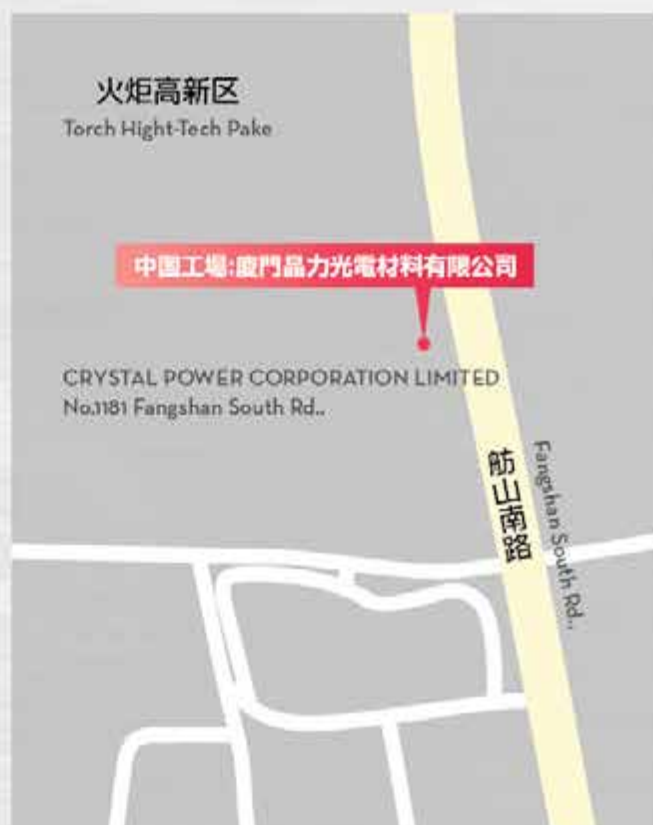 火炬高新区
Torch Hight-Tech Pake
中国工場:廈門晶力光電材料有限公司
CRYSTAL POWER CORPORATION LIMITED
No.1181 Fangshan South Rd..
舫山南路
Fangshan South Rd..